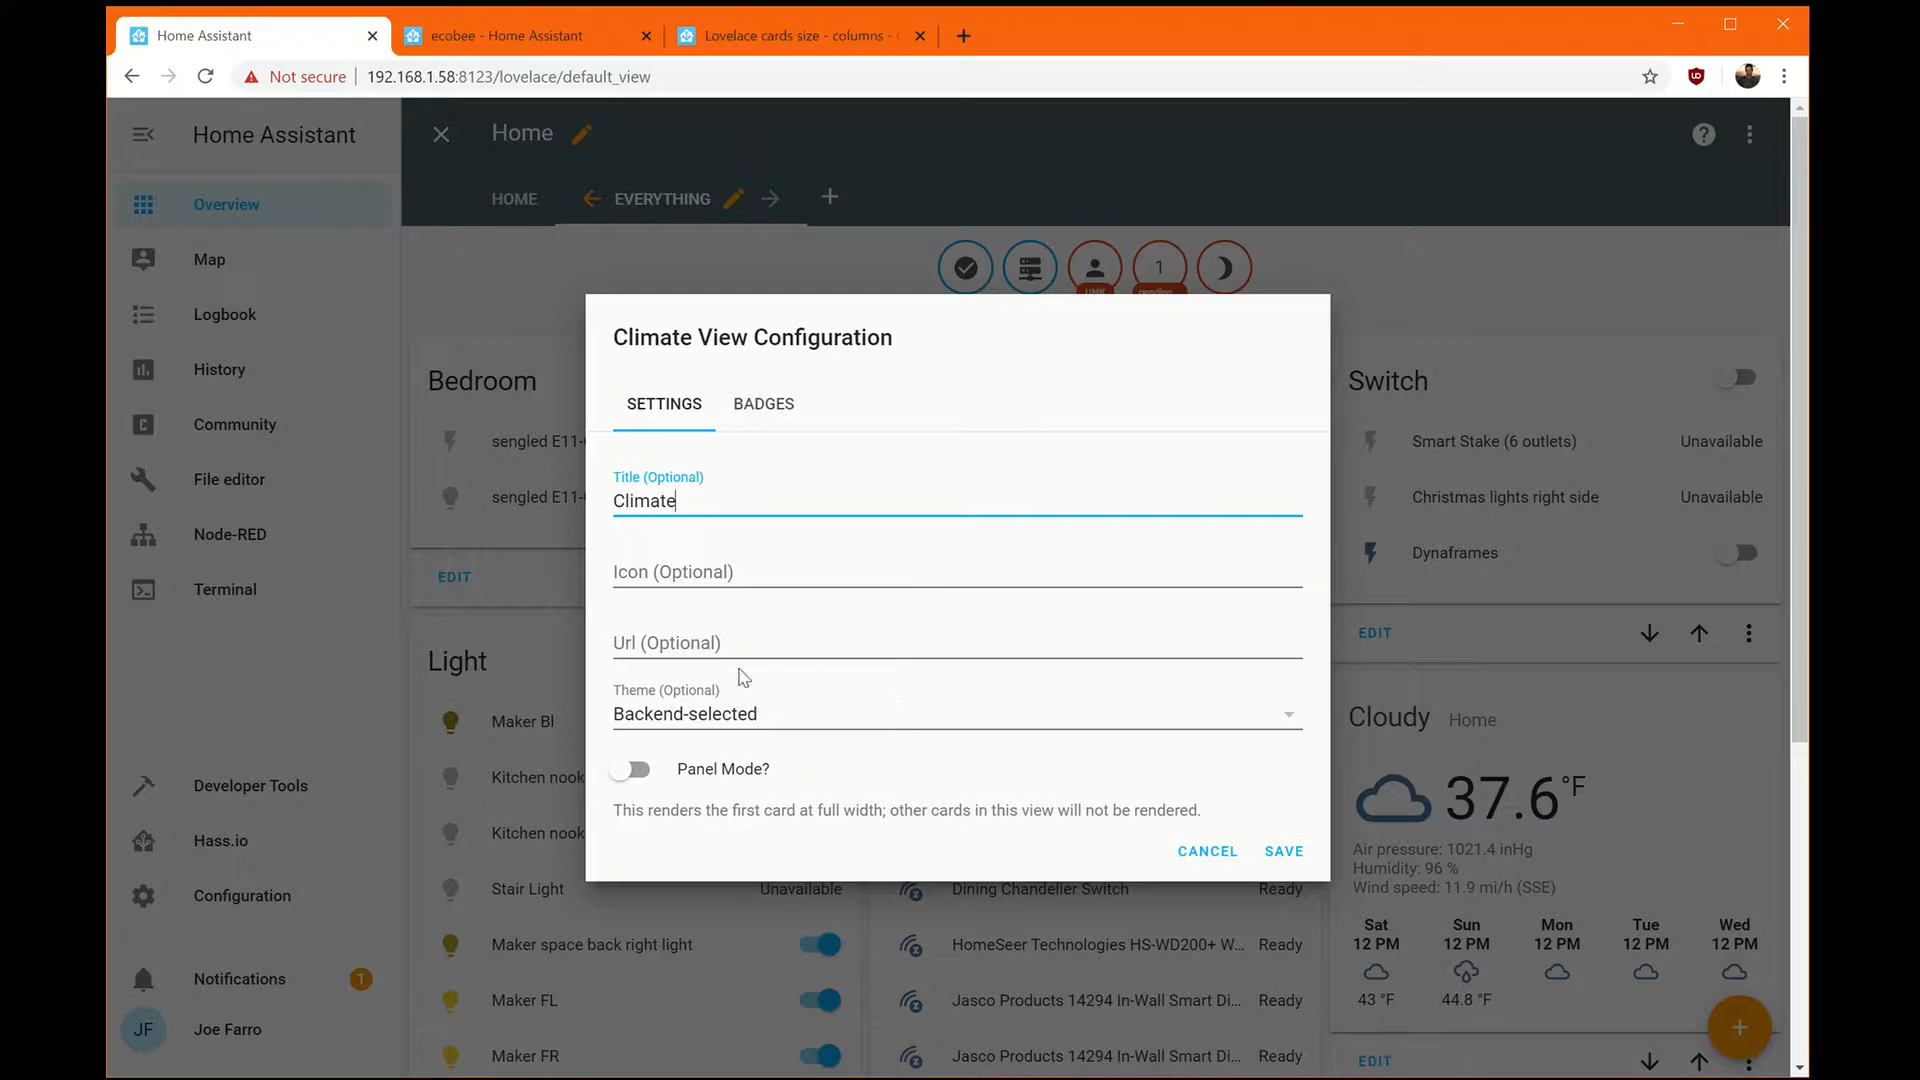 Home Assistant
ecobee - Home Assistant
Lovelace cards size - columns -
Not secure
192.168.1.58:8123/lovelace/default_view
Home Assistant
Home
HOME
EVERYTHING
Overview
Map
Logbook
History
Community
File editor
Node-RED
Terminal
Developer Tools
Hass.io
Configuration
Notifications
1
JF
Joe Farro
1
UNK
pending
Bedroom
sengled E11-
sengled E11-
EDIT
Light
Maker Bl
Kitchen nook
Kitchen nook
Stair Light
Unavailable
Maker space back right light
Maker FL
Maker FR
Climate View Configuration
SETTINGS
BADGES
Title (Optional)
Climate
Icon (Optional)
Url (Optional)
Theme (Optional)
Backend-selected
Panel Mode?
This renders the first card at full width; other cards in this view will not be rendered.
CANCEL
SAVE
Dining Chandelier Switch
Ready
HomeSeer Technologies HS-WD200+ W...
Ready
Jasco Products 14294 In-Wall Smart Di...
Ready
Jasco Products 14294 In-Wall Smart Di...
Ready
Switch
Smart Stake (6 outlets)
Unavailable
Christmas lights right side
Unavailable
Dynaframes
EDIT
Cloudy
Home
37.6 °F
Air pressure: 1021.4 inHg
Humidity: 96 %
Wind speed: 11.9 mi/h (SSE)
Sat Sun Mon Tue Wed
12 PM 12 PM 12 PM 12 PM 12 PM
43 °F 44.8 °F
EDIT